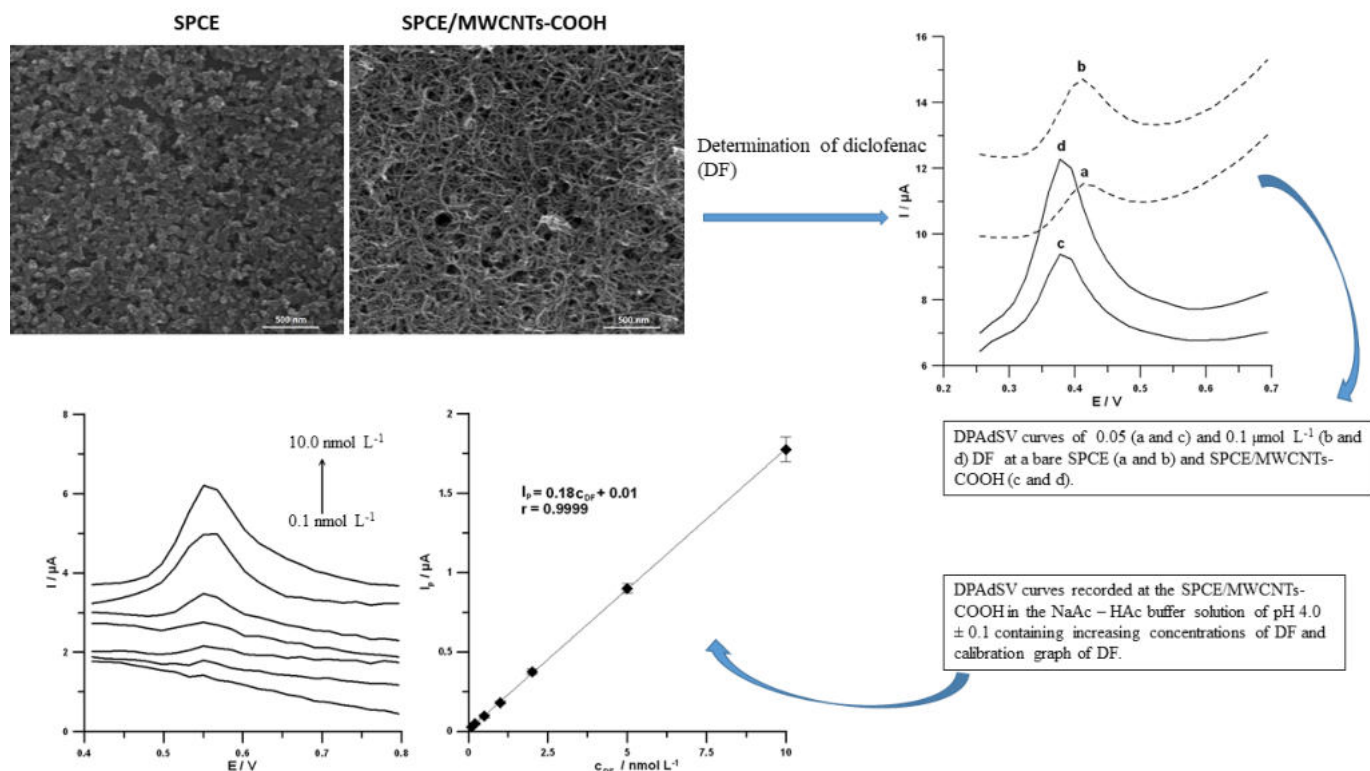 SPCE
SPCE/MWCNTs-COOH
500 nm
500 nm
Determination of diclofenac
(DF)
16
14
12
10
8
6
I / µA
b
d
a
c
0.2
0.3
0.4
0.5
0.6
0.7
E / V
DPAdSV curves of 0.05 (a and c) and 0.1 µmol L⁻¹ (b and
d) DF at a bare SPCE (a and b) and SPCE/MWCNTs-
COOH (c and d).
8
6
4
2
0
I / µA
10.0 nmol L⁻¹
0.1 nmol L⁻¹
0.4
0.5
0.6
0.7
0.8
E / V
2
1.5
1
0.5
0
Iₚ / µA
Iₚ = 0.18c_DF + 0.01
r = 0.9999
0
2.5
5
7.5
10
c_DF / nmol L⁻¹
DPAdSV curves recorded at the SPCE/MWCNTs-
COOH in the NaAc – HAc buffer solution of pH 4.0
± 0.1 containing increasing concentrations of DF and
calibration graph of DF.